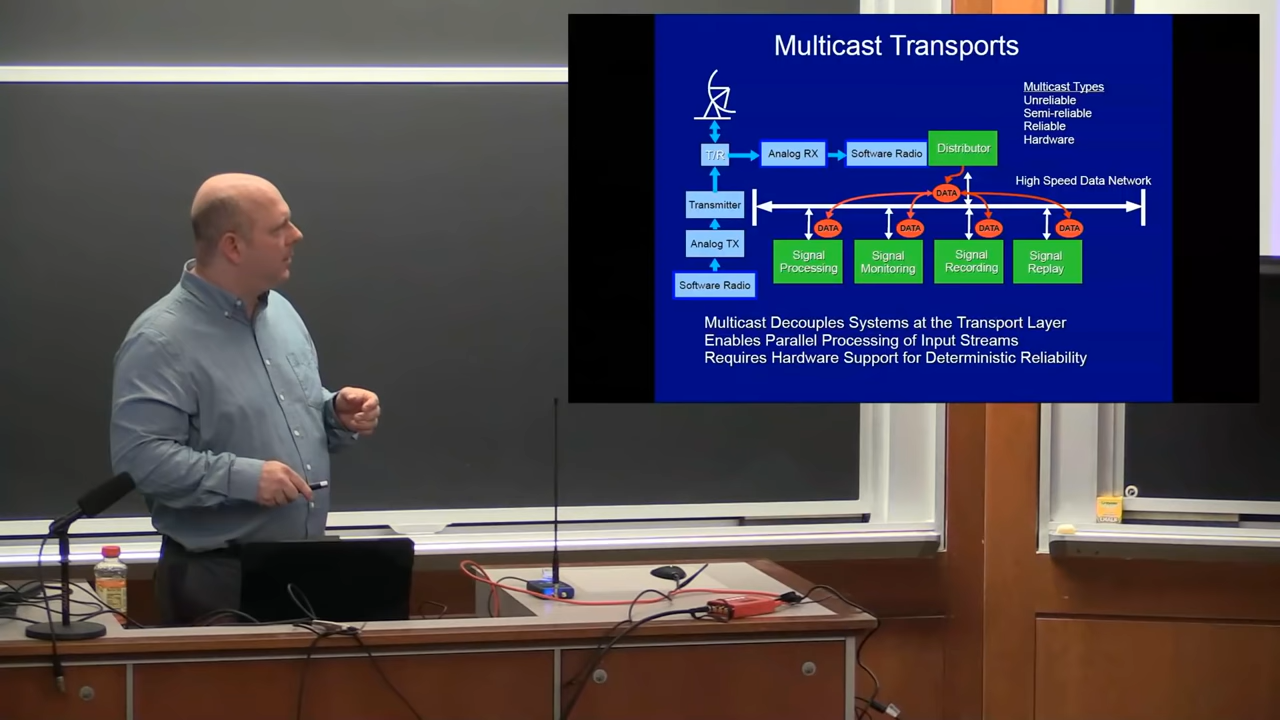 Multicast Transports
Multicast Types
Unreliable
Semi-reliable
Reliable
Hardware
T/R
Analog RX
Software Radio
Distributor
High Speed Data Network
DATA
Transmitter
DATA
DATA
DATA
DATA
Analog TX
Signal
Processing
Signal
Monitoring
Signal
Recording
Signal
Replay
Software Radio
Multicast Decouples Systems at the Transport Layer
Enables Parallel Processing of Input Streams
Requires Hardware Support for Deterministic Reliability